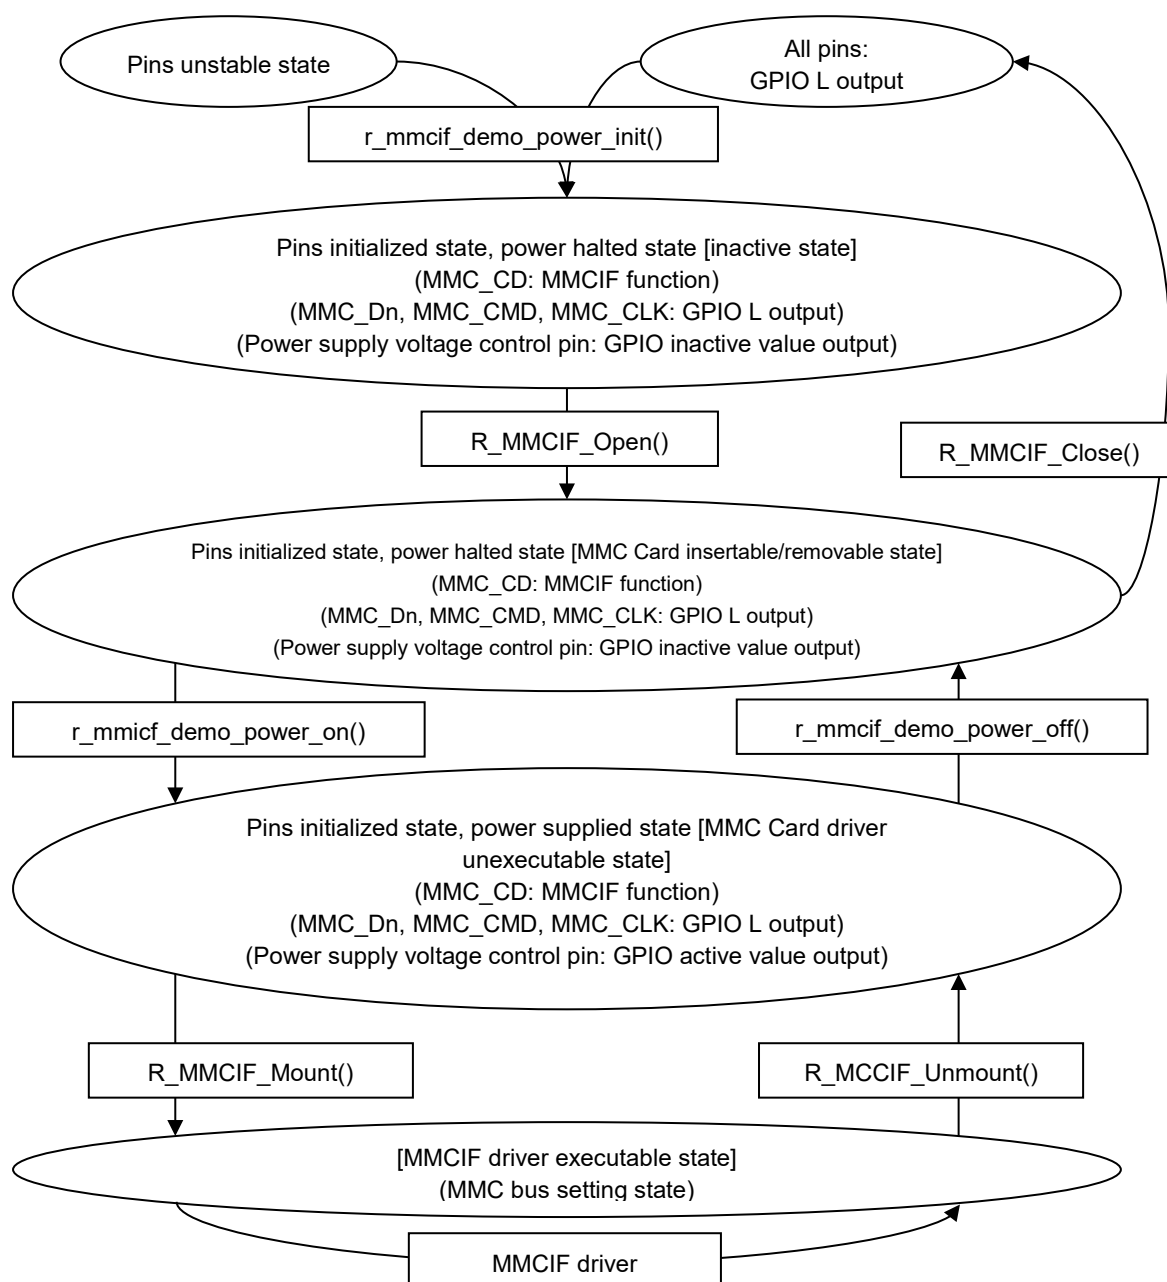 Pins unstable state
All pins:
GPIO L output
r_mmcif_demo_power_init()
Pins initialized state, power halted state [inactive state]
(MMC_CD: MMCIF function)
(MMC_Dn, MMC_CMD, MMC_CLK: GPIO L output)
(Power supply voltage control pin: GPIO inactive value output)
R_MMCIF_Open()
R_MMCIF_Close()
Pins initialized state, power halted state [MMC Card insertable/removable state]
(MMC_CD: MMCIF function)
(MMC_Dn, MMC_CMD, MMC_CLK: GPIO L output)
(Power supply voltage control pin: GPIO inactive value output)
r_mmicf_demo_power_on()
r_mmcif_demo_power_off()
Pins initialized state, power supplied state [MMC Card driver
unexecutable state]
(MMC_CD: MMCIF function)
(MMC_Dn, MMC_CMD, MMC_CLK: GPIO L output)
(Power supply voltage control pin: GPIO active value output)
R_MMCIF_Mount()
R_MCCIF_Unmount()
[MMCIF driver executable state]
(MMC bus setting state)
MMCIF driver